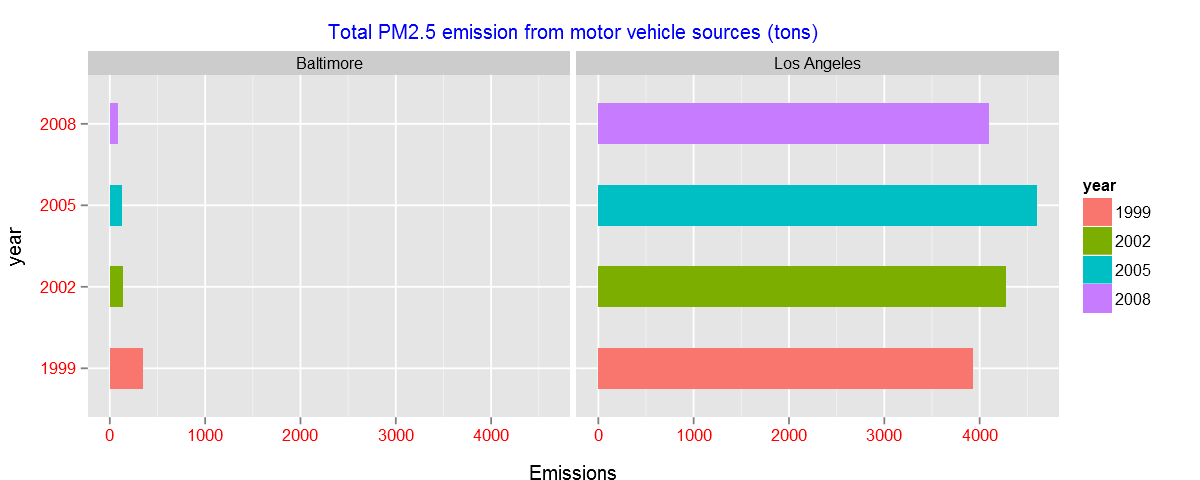 Total PM2.5 emission from motor vehicle sources (tons)
Baltimore
Los Angeles
year
2008
2005
2002
1999
0 1000 2000 3000 4000
0 1000 2000 3000 4000
Emissions
year
1999
2002
2005
2008